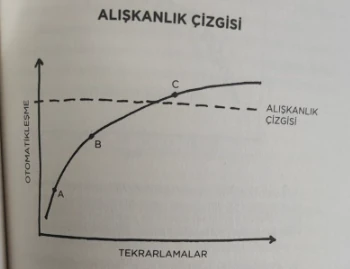 ALIŞKANLIK ÇİZGİSİ
C
ALIŞKANLIK
ÇİZGİSİ
B
A
OTOMATİKLEŞME
TEKRARLAMALAR